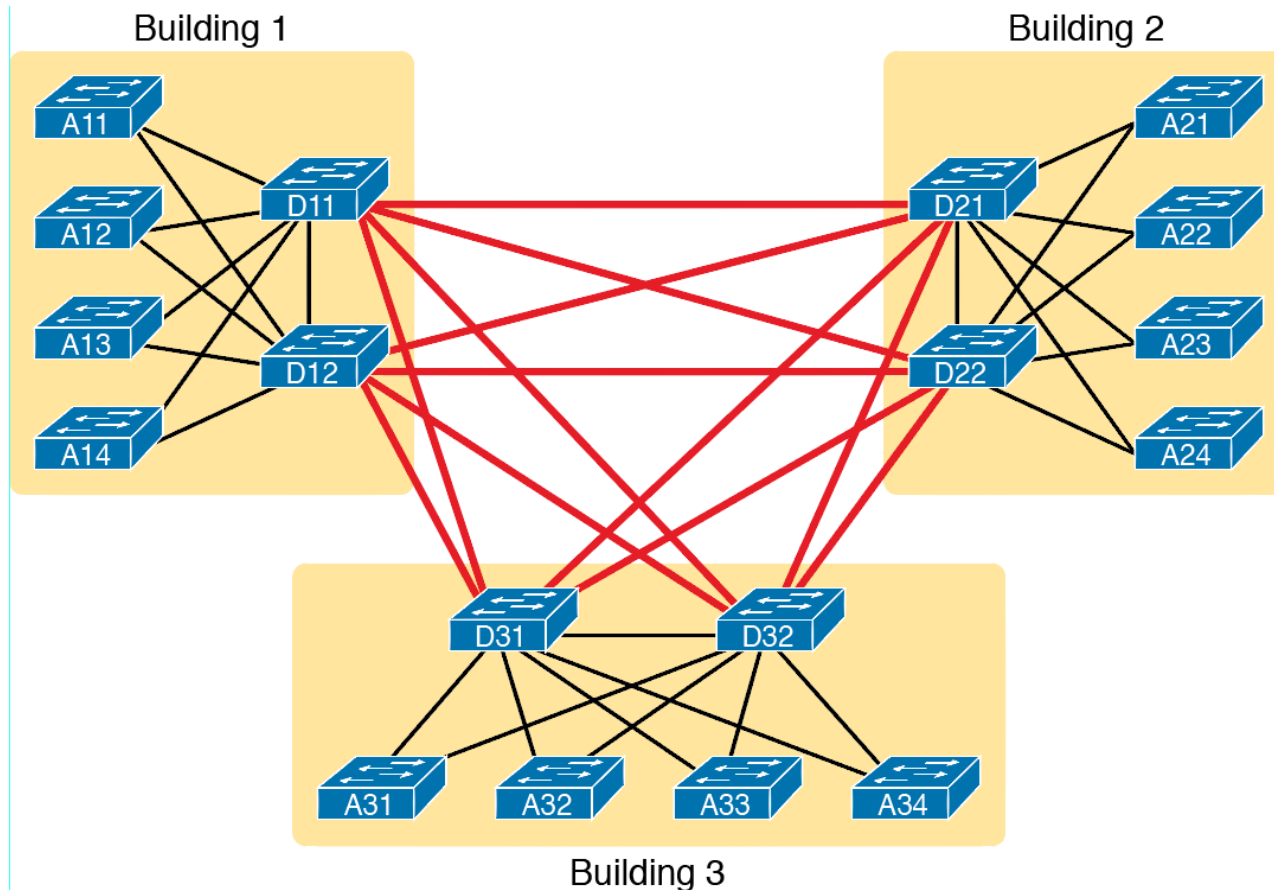 Building 1
Building 2
A11
A21
D11
D21
A12
A22
A13
A23
D12
D22
A14
A24
D31
D32
A31
A32
A33
A34
Building 3